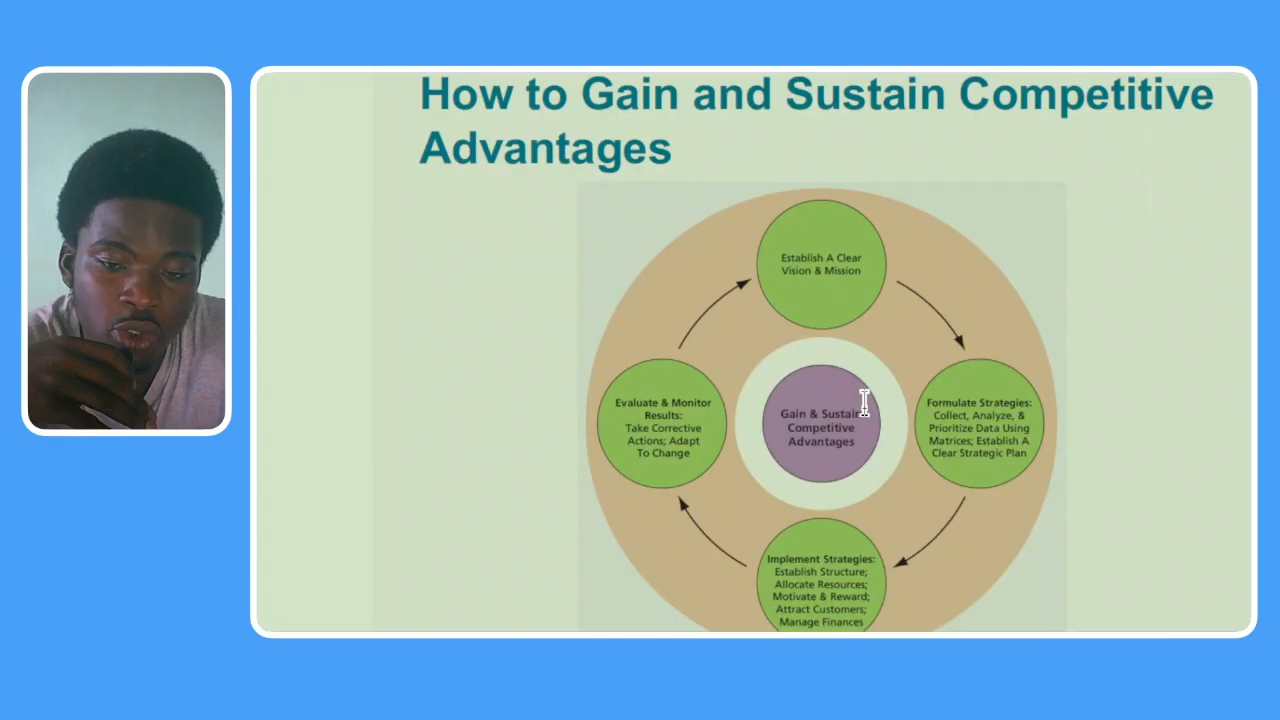 How to Gain and Sustain Competitive
Advantages
Establish A Clear
Vision & Mission
Formulate Strategies:
Collect, Analyze, &
Prioritize Data Using
Matrices; Establish A
Clear Strategic Plan
Implement Strategies:
Establish Structure;
Allocate Resources;
Motivate & Reward;
Attract Customers;
Manage Finances
Evaluate & Monitor
Results:
Take Corrective
Actions; Adapt
To Change
Gain & Sustain
Competitive
Advantages